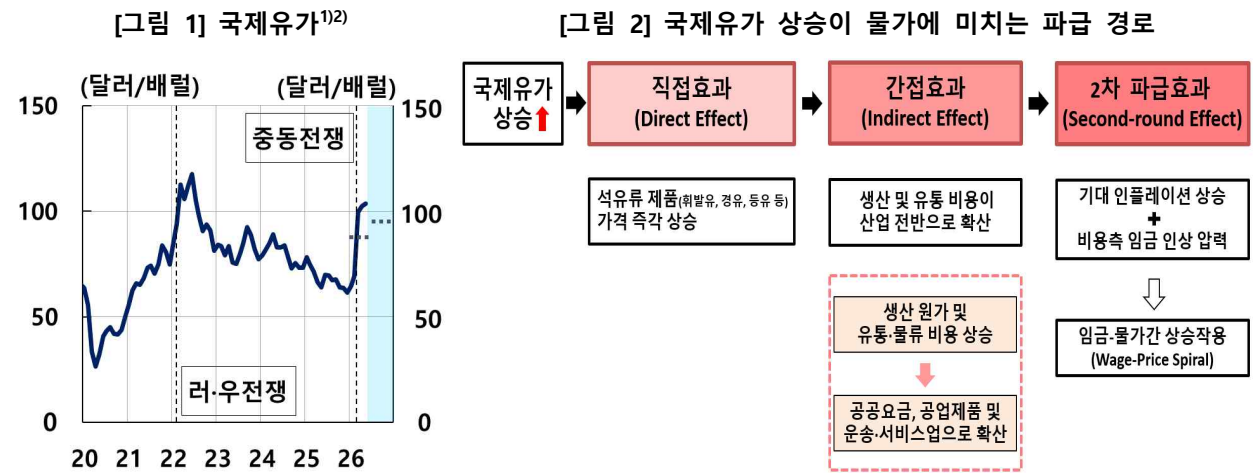 [그림 1] 국제유가1)2)
(달러/배럴)
(달러/배럴)
150
100
50
0
150
100
50
0
중동전쟁
러·우전쟁
20 21 22 23 24 25 26
[그림 2] 국제유가 상승이 물가에 미치는 파급 경로
국제유가
상승
직접효과
(Direct Effect)
간접효과
(Indirect Effect)
2차 파급효과
(Second-round Effect)
석유류 제품(휘발유, 경유, 등유 등)
가격 즉각 상승
생산 및 유통 비용이
산업 전반으로 확산
기대 인플레이션 상승
+
비용측 임금 인상 압력
생산 원가 및
유통·물류 비용 상승
공공요금, 공업제품 및
운송·서비스업으로 확산
임금-물가간 상승작용
(Wage-Price Spiral)